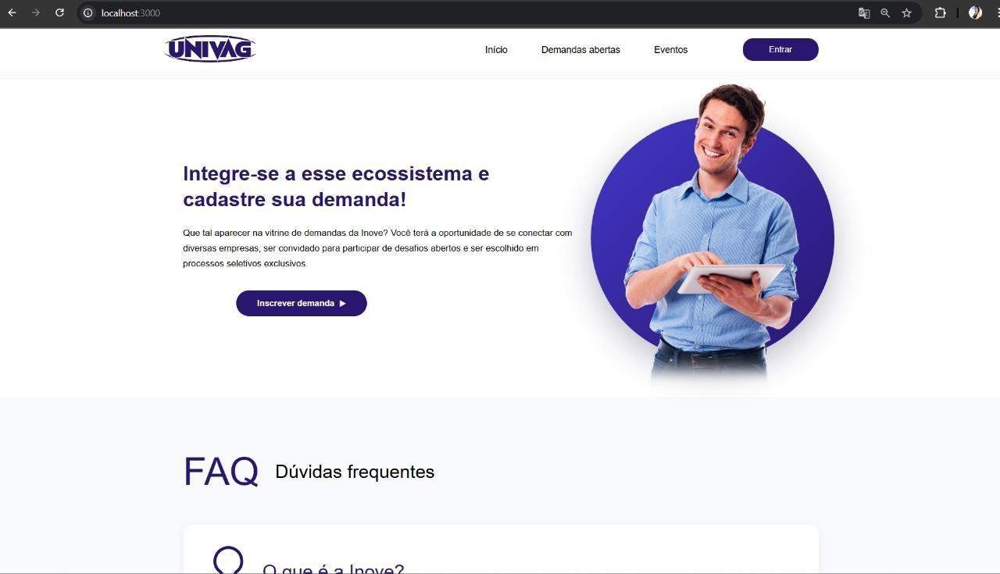 localhost:3000
UNIVAG
Início
Demandas abertas
Eventos
Entrar
Integre-se a esse ecossistema e
cadastre sua demanda!
Que tal aparecer na vitrine de demandas da Inove? Você terá a oportunidade de se conectar com
diversas empresas, ser convidado para participar de desafios abertos e ser escolhido em
processos seletivos exclusivos.
Inscrever demanda
FAQ Dúvidas frequentes
O que é a Inove?